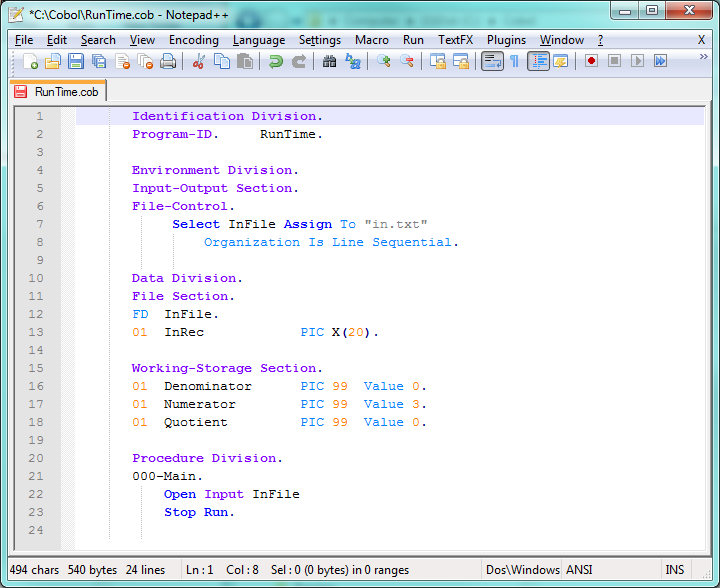 *C:\Cobol\RunTime.cob - Notepad++
File Edit Search View Encoding Language Settings Macro Run TextFX Plugins Window ? X
RunTime.cob
1 Identification Division.
2 Program-ID. RunTime.
3
4 Environment Division.
5 Input-Output Section.
6 File-Control.
7 Select InFile Assign To "in.txt"
8 Organization Is Line Sequential.
9
10 Data Division.
11 File Section.
12 FD InFile.
13 01 InRec PIC X(20).
14
15 Working-Storage Section.
16 01 Denominator PIC 99 Value 0.
17 01 Numerator PIC 99 Value 3.
18 01 Quotient PIC 99 Value 0.
19
20 Procedure Division.
21 000-Main.
22 Open Input InFile
23 Stop Run.
24
494 chars 540 bytes 24 lines Ln : 1 Col : 8 Sel : 0 (0 bytes) in 0 ranges Dos\Windows ANSI INS